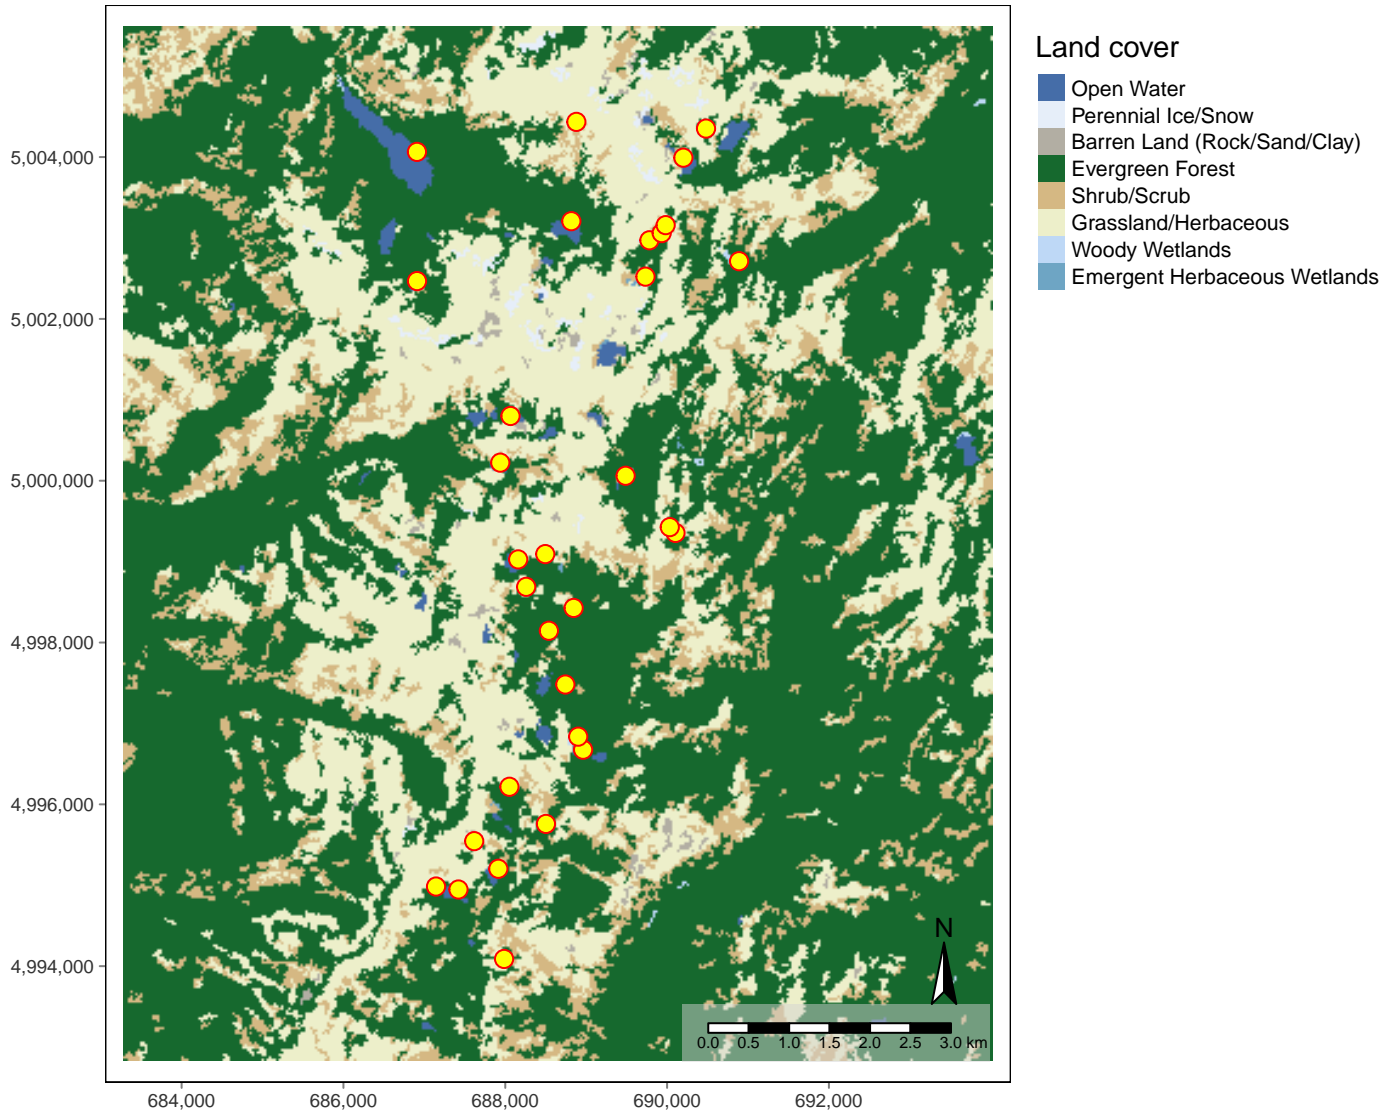 Land cover
Open Water
Perennial Ice/Snow
Barren Land (Rock/Sand/Clay)
Evergreen Forest
Shrub/Scrub
Grassland/Herbaceous
Woody Wetlands
Emergent Herbaceous Wetlands
5,004,000
5,002,000
5,000,000
4,998,000
4,996,000
4,994,000
N
0.0 0.5 1.0 1.5 2.0 2.5 3.0 km
684,000 686,000 688,000 690,000 692,000